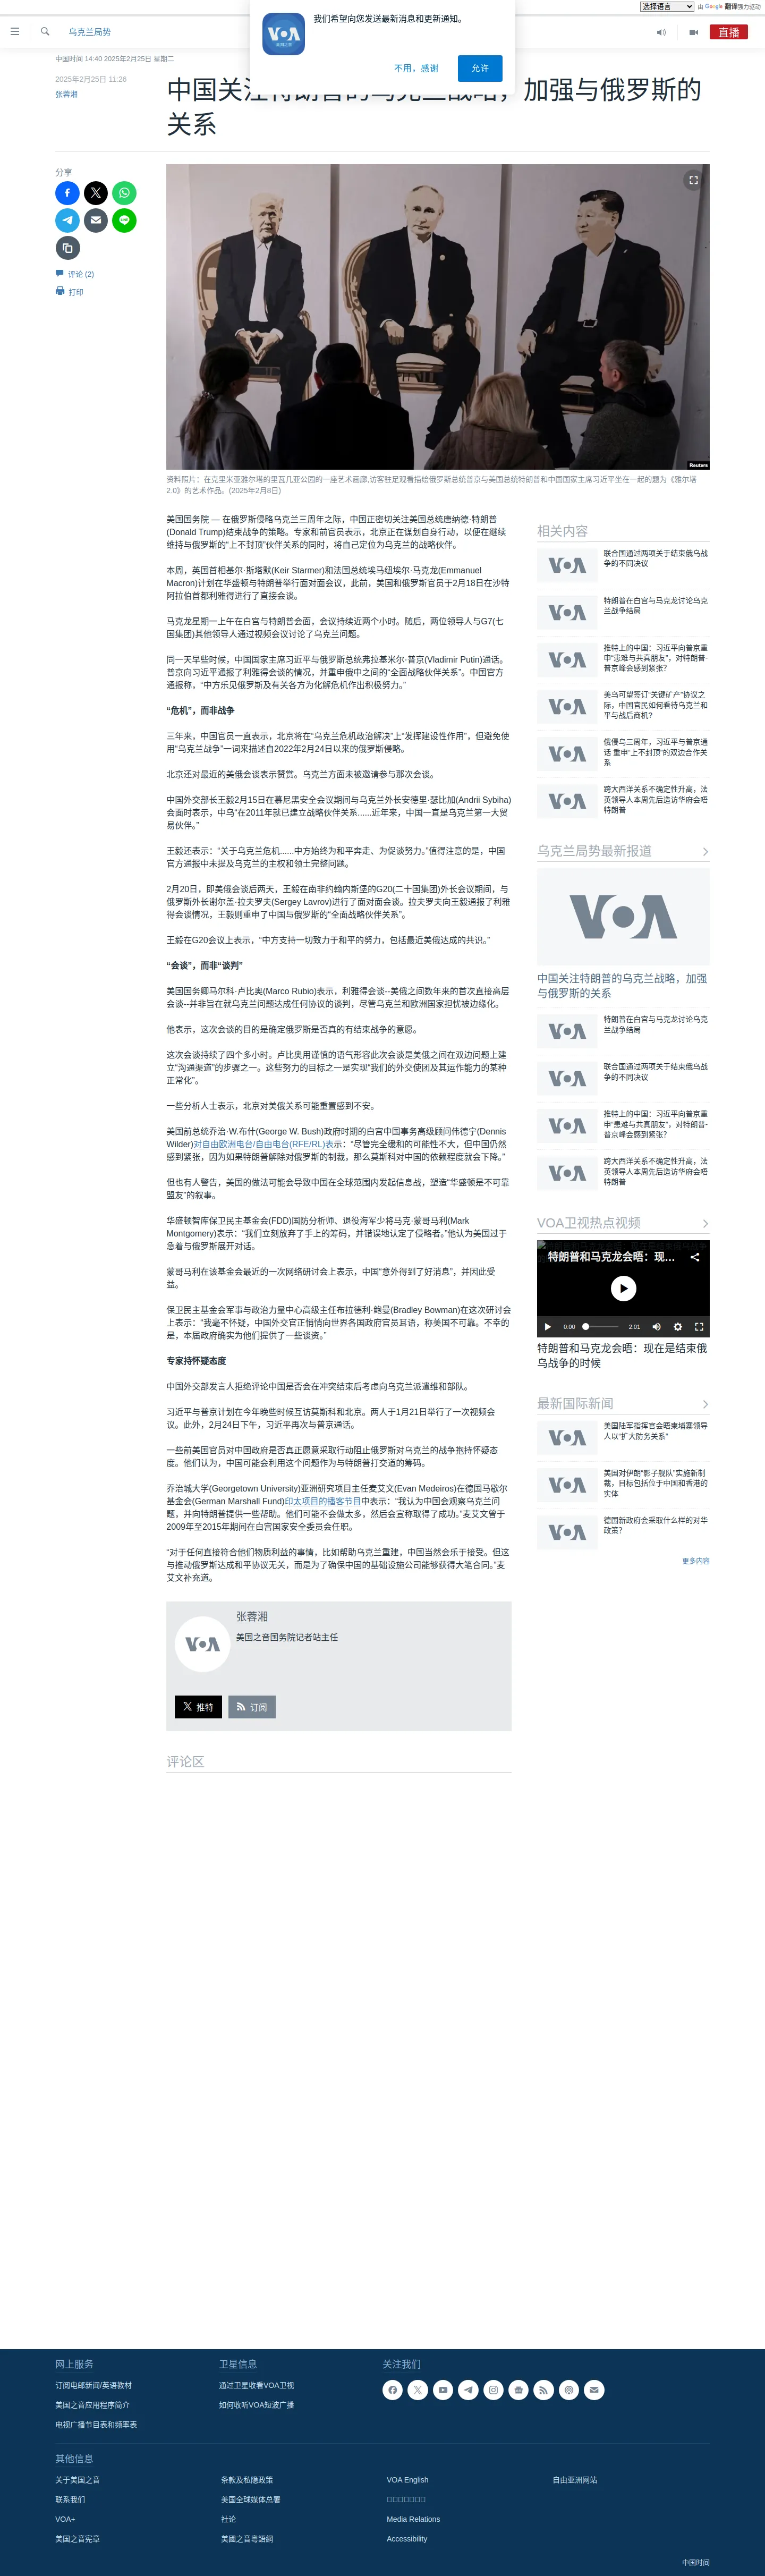 选择语言 由 Google 翻译强力驱动
我们希望向您发送最新消息和更新通知。
不用，感谢
允许
乌克兰局势
直播
中国时间 14:40 2025年2月25日 星期二
2025年2月25日 11:26
张蓉湘
中国关注特朗普的乌克兰战略，加强与俄罗斯的
关系
分享
评论 (2)
打印
Reuters
资料照片：在克里米亚雅尔塔的里瓦几亚公园的一座艺术画廊,访客驻足观看描绘俄罗斯总统普京与美国总统特朗普和中国国家主席习近平坐在一起的题为《雅尔塔
2.0》的艺术作品。(2025年2月8日)
美国国务院 — 在俄罗斯侵略乌克兰三周年之际，中国正密切关注美国总统唐纳德·特朗普
(Donald Trump)结束战争的策略。专家和前官员表示，北京正在谋划自身行动，以便在继续
维持与俄罗斯的“上不封顶”伙伴关系的同时，将自己定位为乌克兰的战略伙伴。
本周，英国首相基尔·斯塔默(Keir Starmer)和法国总统埃马纽埃尔·马克龙(Emmanuel
Macron)计划在华盛顿与特朗普举行面对面会议，此前，美国和俄罗斯官员于2月18日在沙特
阿拉伯首都利雅得进行了直接会谈。
马克龙星期一上午在白宫与特朗普会面，会议持续近两个小时。随后，两位领导人与G7(七
国集团)其他领导人通过视频会议讨论了乌克兰问题。
同一天早些时候，中国国家主席习近平与俄罗斯总统弗拉基米尔·普京(Vladimir Putin)通话。
普京向习近平通报了利雅得会谈的情况，并重申俄中之间的“全面战略伙伴关系”。中国官方
通报称，“中方乐见俄罗斯及有关各方为化解危机作出积极努力。”
“危机”，而非战争
三年来，中国官员一直表示，北京将在“乌克兰危机政治解决”上“发挥建设性作用”，但避免使
用“乌克兰战争”一词来描述自2022年2月24日以来的俄罗斯侵略。
北京还对最近的美俄会谈表示赞赏。乌克兰方面未被邀请参与那次会谈。
中国外交部长王毅2月15日在慕尼黑安全会议期间与乌克兰外长安德里·瑟比加(Andrii Sybiha)
会面时表示，中乌“在2011年就已建立战略伙伴关系......近年来，中国一直是乌克兰第一大贸
易伙伴。”
王毅还表示：“关于乌克兰危机......中方始终为和平奔走、为促谈努力。”值得注意的是，中国
官方通报中未提及乌克兰的主权和领土完整问题。
2月20日，即美俄会谈后两天，王毅在南非约翰内斯堡的G20(二十国集团)外长会议期间，与
俄罗斯外长谢尔盖·拉夫罗夫(Sergey Lavrov)进行了面对面会谈。拉夫罗夫向王毅通报了利雅
得会谈情况，王毅则重申了中国与俄罗斯的“全面战略伙伴关系”。
王毅在G20会议上表示，“中方支持一切致力于和平的努力，包括最近美俄达成的共识。”
“会谈”，而非“谈判”
美国国务卿马尔科·卢比奥(Marco Rubio)表示，利雅得会谈--美俄之间数年来的首次直接高层
会谈--并非旨在就乌克兰问题达成任何协议的谈判，尽管乌克兰和欧洲国家担忧被边缘化。
他表示，这次会谈的目的是确定俄罗斯是否真的有结束战争的意愿。
这次会谈持续了四个多小时。卢比奥用谨慎的语气形容此次会谈是美俄之间在双边问题上建
立“沟通渠道”的步骤之一。这些努力的目标之一是实现“我们的外交使团及其运作能力的某种
正常化”。
一些分析人士表示，北京对美俄关系可能重置感到不安。
美国前总统乔治·W.布什(George W. Bush)政府时期的白宫中国事务高级顾问伟德宁(Dennis
Wilder)对自由欧洲电台/自由电台(RFE/RL)表示：“尽管完全缓和的可能性不大，但中国仍然
感到紧张，因为如果特朗普解除对俄罗斯的制裁，那么莫斯科对中国的依赖程度就会下降。”
但也有人警告，美国的做法可能会导致中国在全球范围内发起信息战，塑造“华盛顿是不可靠
盟友”的叙事。
华盛顿智库保卫民主基金会(FDD)国防分析师、退役海军少将马克·蒙哥马利(Mark
Montgomery)表示：“我们立刻放弃了手上的筹码，并错误地认定了侵略者。”他认为美国过于
急着与俄罗斯展开对话。
蒙哥马利在该基金会最近的一次网络研讨会上表示，中国“意外得到了好消息”，并因此受
益。
保卫民主基金会军事与政治力量中心高级主任布拉德利·鲍曼(Bradley Bowman)在这次研讨会
上表示：“我毫不怀疑，中国外交官正悄悄向世界各国政府官员耳语，称美国不可靠。不幸的
是，本届政府确实为他们提供了一些谈资。”
专家持怀疑态度
中国外交部发言人拒绝评论中国是否会在冲突结束后考虑向乌克兰派遣维和部队。
习近平与普京计划在今年晚些时候互访莫斯科和北京。两人于1月21日举行了一次视频会
议。此外，2月24日下午，习近平再次与普京通话。
一些前美国官员对中国政府是否真正愿意采取行动阻止俄罗斯对乌克兰的战争抱持怀疑态
度。他们认为，中国可能会利用这个问题作为与特朗普打交道的筹码。
乔治城大学(Georgetown University)亚洲研究项目主任麦艾文(Evan Medeiros)在德国马歇尔
基金会(German Marshall Fund)印太项目的播客节目中表示：“我认为中国会观察乌克兰问
题，并向特朗普提供一些帮助。他们可能不会做太多，然后会宣称取得了成功。”麦艾文曾于
2009年至2015年期间在白宫国家安全委员会任职。
“对于任何直接符合他们物质利益的事情，比如帮助乌克兰重建，中国当然会乐于接受。但这
与推动俄罗斯达成和平协议无关，而是为了确保中国的基础设施公司能够获得大笔合同。”麦
艾文补充道。
VOA
张蓉湘
美国之音国务院记者站主任
推特
订阅
评论区
相关内容
联合国通过两项关于结束俄乌战
争的不同决议
特朗普在白宫与马克龙讨论乌克
兰战争结局
推特上的中国：习近平向普京重
申“患难与共真朋友”，对特朗普-
普京峰会感到紧张?
美乌可望签订“关键矿产”协议之
际，中国官民如何看待乌克兰和
平与战后商机?
俄侵乌三周年，习近平与普京通
话 重申“上不封顶”的双边合作关
系
跨大西洋关系不确定性升高，法
英领导人本周先后造访华府会晤
特朗普
乌克兰局势最新报道
VOA
中国关注特朗普的乌克兰战略，加强
与俄罗斯的关系
特朗普在白宫与马克龙讨论乌克
兰战争结局
联合国通过两项关于结束俄乌战
争的不同决议
推特上的中国：习近平向普京重
申“患难与共真朋友”，对特朗普-
普京峰会感到紧张?
跨大西洋关系不确定性升高，法
英领导人本周先后造访华府会晤
特朗普
VOA卫视热点视频
特朗普和马克龙会晤：现...
0:00 2:01
特朗普和马克龙会晤：现在是结束俄
乌战争的时候
最新国际新闻
美国陆军指挥官会晤柬埔寨领导
人以“扩大防务关系”
美国对伊朗“影子舰队”实施新制
裁，目标包括位于中国和香港的
实体
德国新政府会采取什么样的对华
政策?
更多内容
网上服务
订阅电邮新闻/英语教材
美国之音应用程序简介
电视广播节目表和频率表
卫星信息
通过卫星收看VOA卫视
如何收听VOA短波广播
关注我们
其他信息
关于美国之音
联系我们
VOA+
美国之音宪章
条款及私隐政策
美国全球媒体总署
社论
美國之音粵語網
VOA English
Media Relations
Accessibility
自由亚洲网站
中国时间